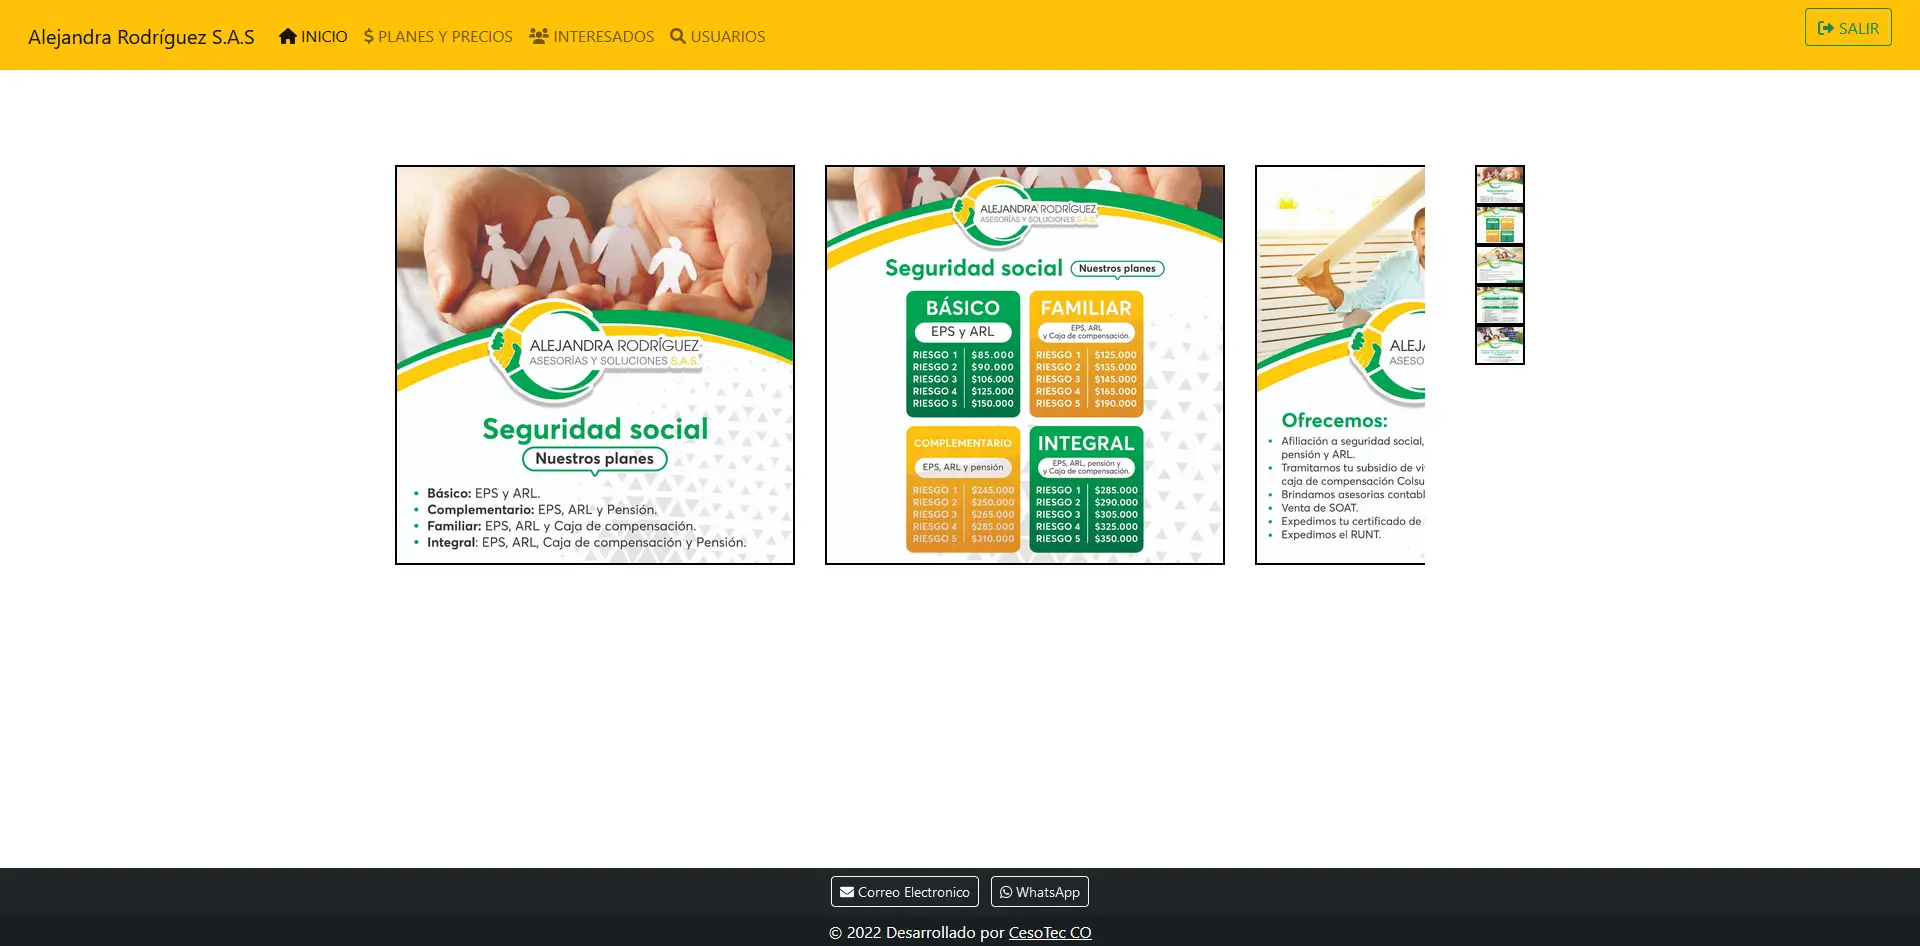 Alejandra Rodríguez S.A.S
INICIO
PLANES Y PRECIOS
INTERESADOS
USUARIOS
SALIR
ALEJANDRA RODRÍGUEZ
ASESORÍAS Y SOLUCIONES S.A.S.
Seguridad social
Nuestros planes
• Básico: EPS y ARL.
• Complementario: EPS, ARL y Pensión.
• Familiar: EPS, ARL y Caja de compensación.
• Integral: EPS, ARL, Caja de compensación y Pensión.
ALEJANDRA RODRÍGUEZ
ASESORÍAS Y SOLUCIONES S.A.S.
Seguridad social
Nuestros planes
BÁSICO
EPS y ARL
RIESGO 1 $85.000
RIESGO 2 $90.000
RIESGO 3 $106.000
RIESGO 4 $125.000
RIESGO 5 $150.000
FAMILIAR
EPS, ARL
y Caja de compensación.
RIESGO 1 $125.000
RIESGO 2 $135.000
RIESGO 3 $145.000
RIESGO 4 $165.000
RIESGO 5 $190.000
COMPLEMENTARIO
EPS, ARL y pensión
RIESGO 1 $245.000
RIESGO 2 $250.000
RIESGO 3 $265.000
RIESGO 4 $285.000
RIESGO 5 $310.000
INTEGRAL
EPS, ARL, pensión y
y Caja de compensación.
RIESGO 1 $285.000
RIESGO 2 $290.000
RIESGO 3 $305.000
RIESGO 4 $325.000
RIESGO 5 $350.000
ALEJ
ASESO
Ofrecemos:
• Afiliación a seguridad social,
pensión y ARL.
• Tramitamos tu subsidio de vi
caja de compensación Colsu
• Brindamos asesorias contabl
• Venta de SOAT.
• Expedimos tu certificado de
• Expedimos el RUNT.
Correo Electronico
WhatsApp
© 2022 Desarrollado por CesoTec CO